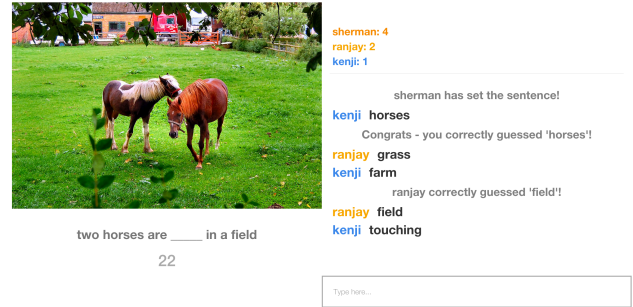 two horses are _____ in a field
22
sherman: 4
ranjay: 2
kenji: 1
sherman has set the sentence!
kenji horses
Congrats - you correctly guessed 'horses'!
ranjay grass
kenji farm
ranjay correctly guessed 'field'!
ranjay field
kenji touching
Type here...